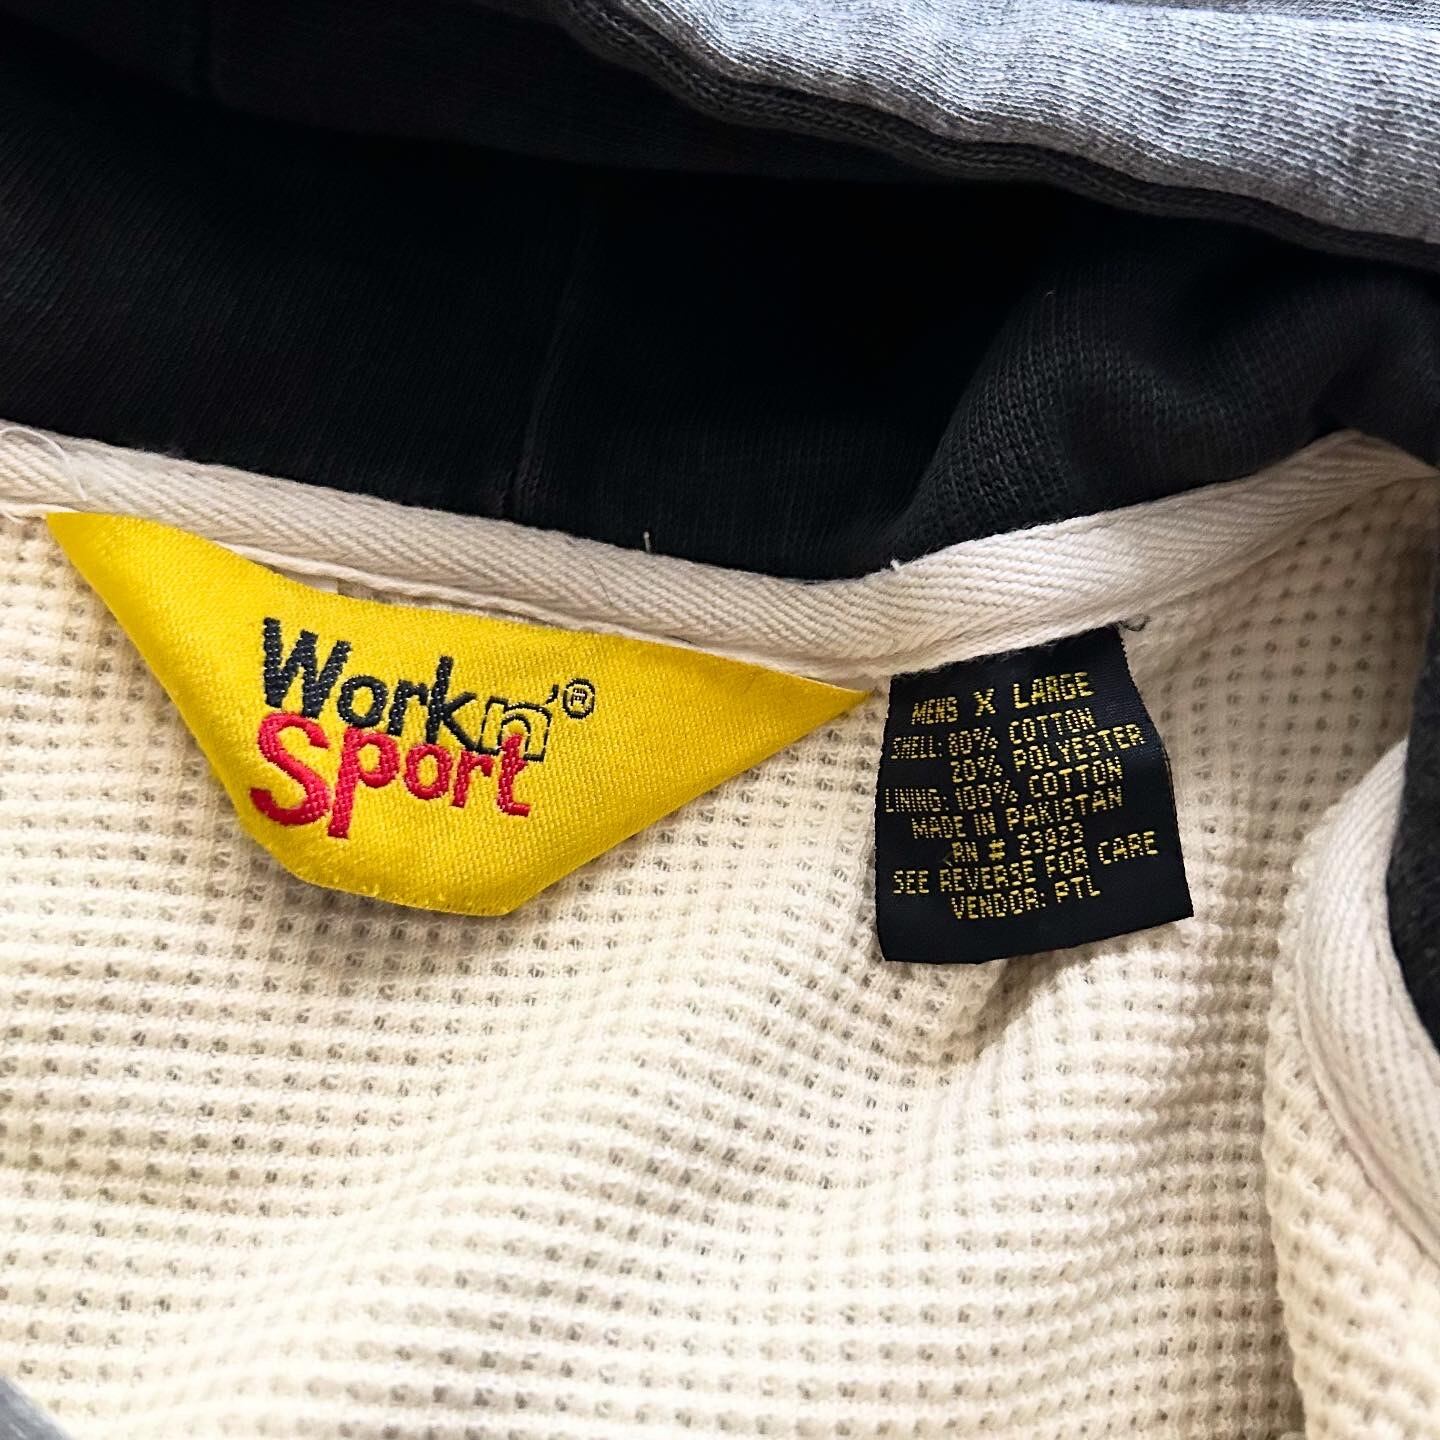 Work n'®
Sport
MENS X LARGE
SHELL: 80% COTTON
20% POLYESTER
LINING: 100% COTTON
MADE IN PAKISTAN
RN # 23923
SEE REVERSE FOR CARE
VENDOR: PTL